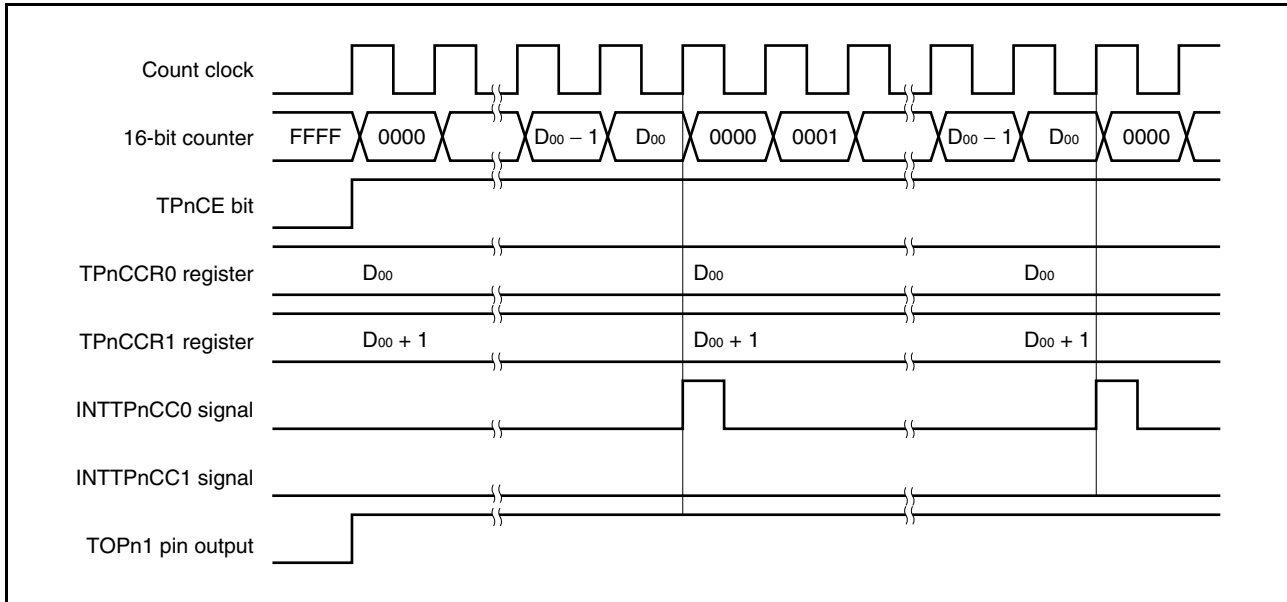 Count clock
16-bit counter FFFF 0000 D00 − 1 D00 0000 0001 D00 − 1 D00 0000
TPnCE bit
TPnCCR0 register D00 D00 D00
TPnCCR1 register D00 + 1 D00 + 1 D00 + 1
INTTPnCC0 signal
INTTPnCC1 signal
TOPn1 pin output